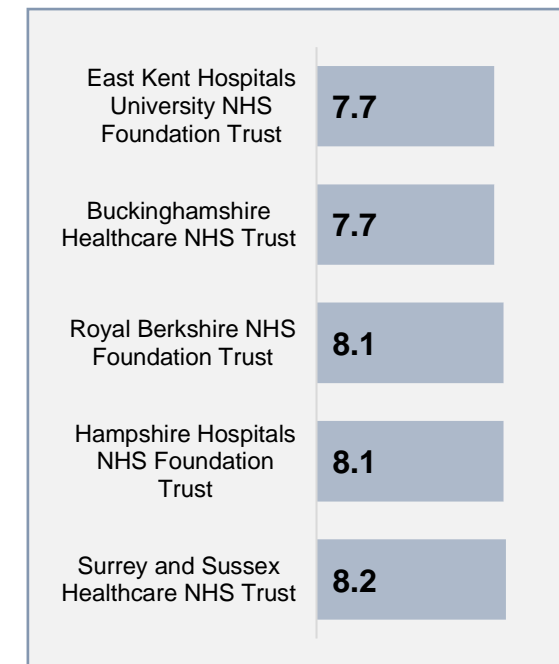 East Kent Hospitals
University NHS
Foundation Trust
7.7
Buckinghamshire
Healthcare NHS Trust
7.7
Royal Berkshire NHS
Foundation Trust
8.1
Hampshire Hospitals
NHS Foundation
Trust
8.1
Surrey and Sussex
Healthcare NHS Trust
8.2